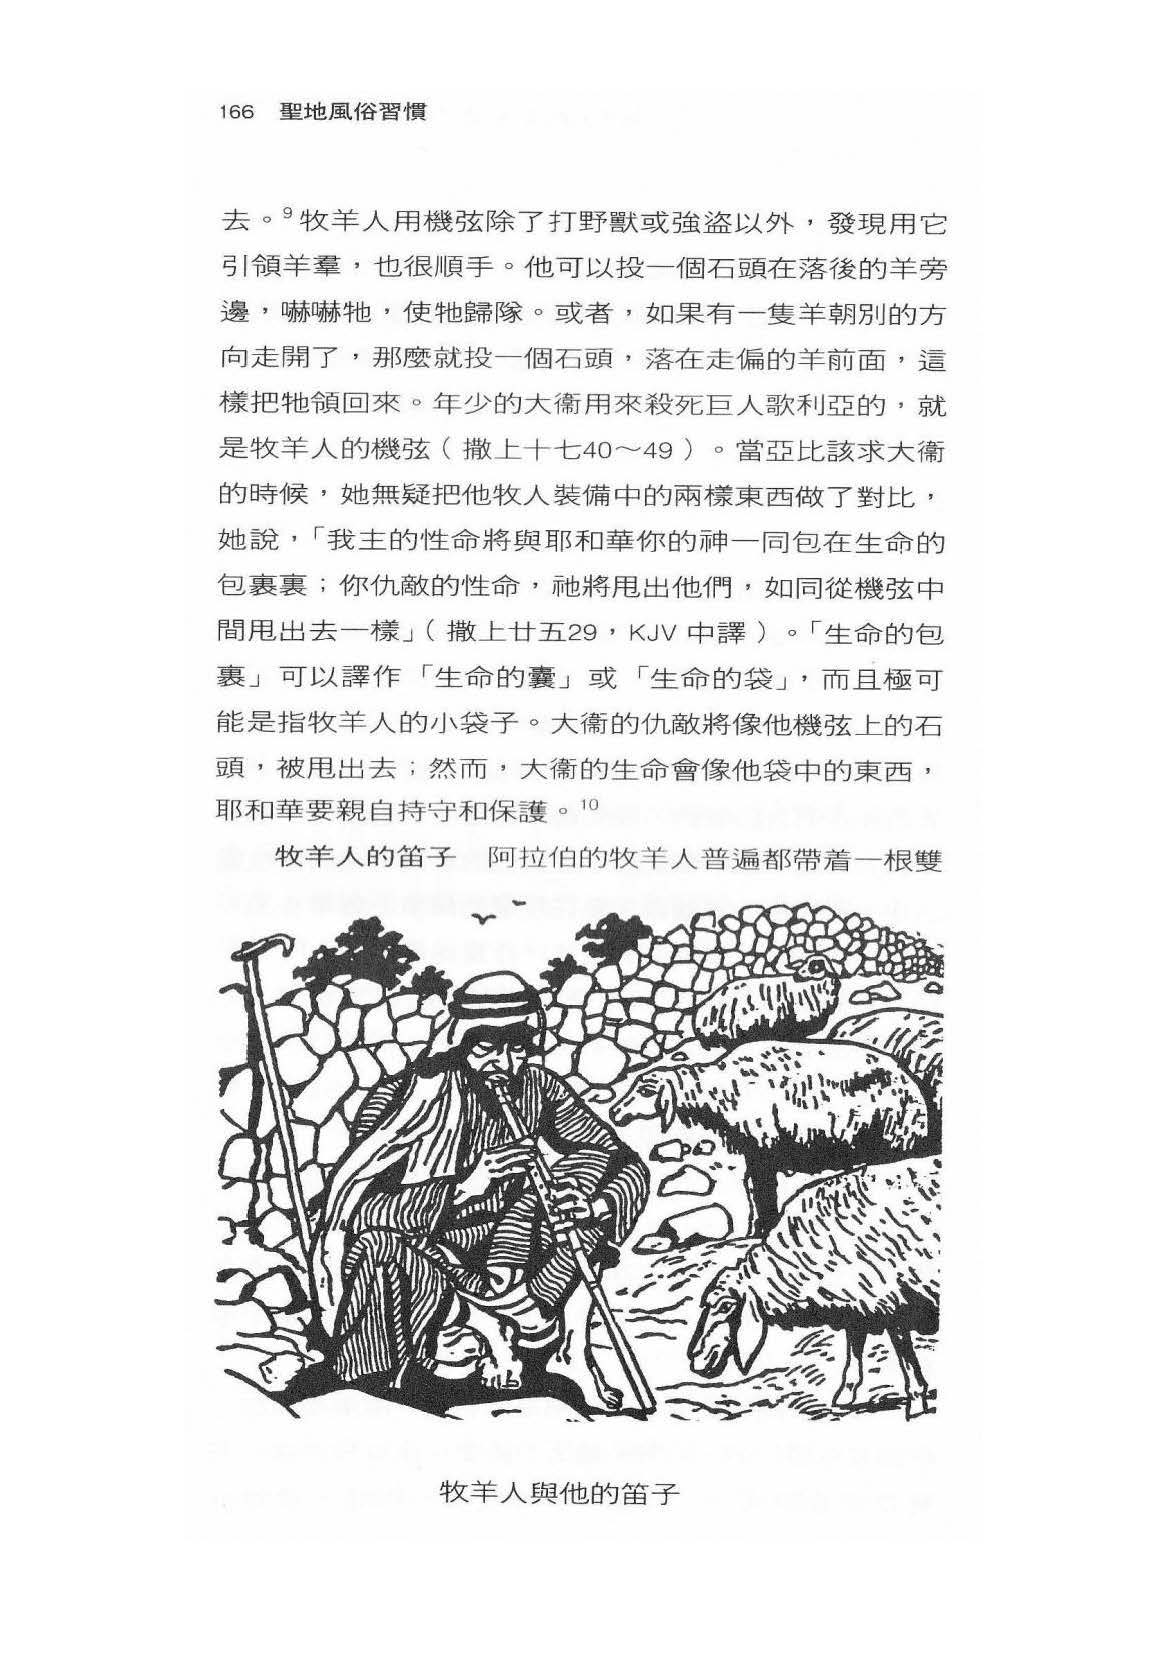 166 聖地風俗習慣
去。9牧羊人用機弦除了打野獸或強盜以外，發現用它
引領羊羣，也很順手。他可以投一個石頭在落後的羊旁
邊，嚇嚇牠，使牠歸隊。或者，如果有一隻羊朝別的方
向走開了，那麼就投一個石頭，落在走偏的羊前面，這
樣把牠領回來。年少的大衞用來殺死巨人歌利亞的，就
是牧羊人的機弦（撒上十七40～49）。當亞比該求大衞
的時候，她無疑把他牧人裝備中的兩樣東西做了對比，
她說，「我主的性命將與耶和華你的神一同包在生命的
包裹裏；你仇敵的性命，祂將甩出他們，如同從機弦中
間甩出去一樣」（撒上廿五29，KJV 中譯）。「生命的包
裹」可以譯作「生命的囊」或「生命的袋」，而且極可
能是指牧羊人的小袋子。大衞的仇敵將像他機弦上的石
頭，被甩出去；然而，大衞的生命會像他袋中的東西，
耶和華要親自持守和保護。10
牧羊人的笛子 阿拉伯的牧羊人普遍都帶着一根雙
牧羊人與他的笛子